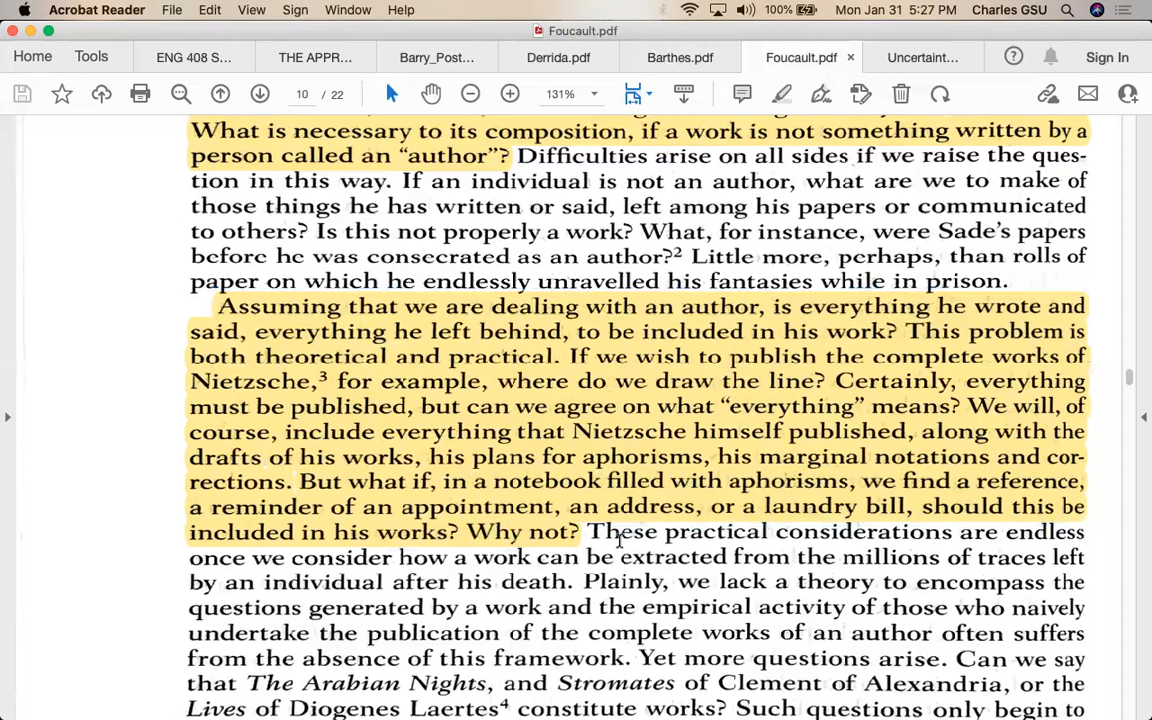 Acrobat Reader File Edit View Sign Window Help 100% Mon Jan 31 5:27 PM Charles GSU
Foucault.pdf
Home Tools ENG 408 S... THE APPR... Barry_Post... Derrida.pdf Barthes.pdf Foucault.pdf × Uncertaint... Sign In
10 / 22 131%
What is necessary to its composition, if a work is not something written by a
person called an “author”? Difficulties arise on all sides if we raise the ques-
tion in this way. If an individual is not an author, what are we to make of
those things he has written or said, left among his papers or communicated
to others? Is this not properly a work? What, for instance, were Sade’s papers
before he was consecrated as an author?² Little more, perhaps, than rolls of
paper on which he endlessly unravelled his fantasies while in prison.
Assuming that we are dealing with an author, is everything he wrote and
said, everything he left behind, to be included in his work? This problem is
both theoretical and practical. If we wish to publish the complete works of
Nietzsche,³ for example, where do we draw the line? Certainly, everything
must be published, but can we agree on what “everything” means? We will, of
course, include everything that Nietzsche himself published, along with the
drafts of his works, his plans for aphorisms, his marginal notations and cor-
rections. But what if, in a notebook filled with aphorisms, we find a reference,
a reminder of an appointment, an address, or a laundry bill, should this be
included in his works? Why not? These practical considerations are endless
once we consider how a work can be extracted from the millions of traces left
by an individual after his death. Plainly, we lack a theory to encompass the
questions generated by a work and the empirical activity of those who naively
undertake the publication of the complete works of an author often suffers
from the absence of this framework. Yet more questions arise. Can we say
that The Arabian Nights, and Stromates of Clement of Alexandria, or the
Lives of Diogenes Laertes⁴ constitute works? Such questions only begin to